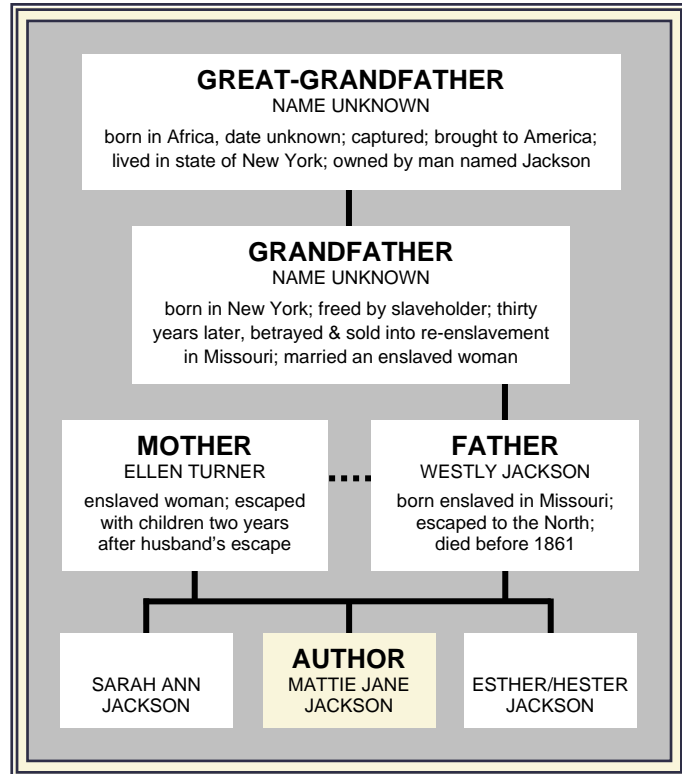 GREAT-GRANDFATHER
NAME UNKNOWN
born in Africa, date unknown; captured; brought to America;
lived in state of New York; owned by man named Jackson
GRANDFATHER
NAME UNKNOWN
born in New York; freed by slaveholder; thirty
years later, betrayed & sold into re-enslavement
in Missouri; married an enslaved woman
MOTHER
ELLEN TURNER
enslaved woman; escaped
with children two years
after husband’s escape
FATHER
WESTLY JACKSON
born enslaved in Missouri;
escaped to the North;
died before 1861
SARAH ANN
JACKSON
AUTHOR
MATTIE JANE
JACKSON
ESTHER/HESTER
JACKSON